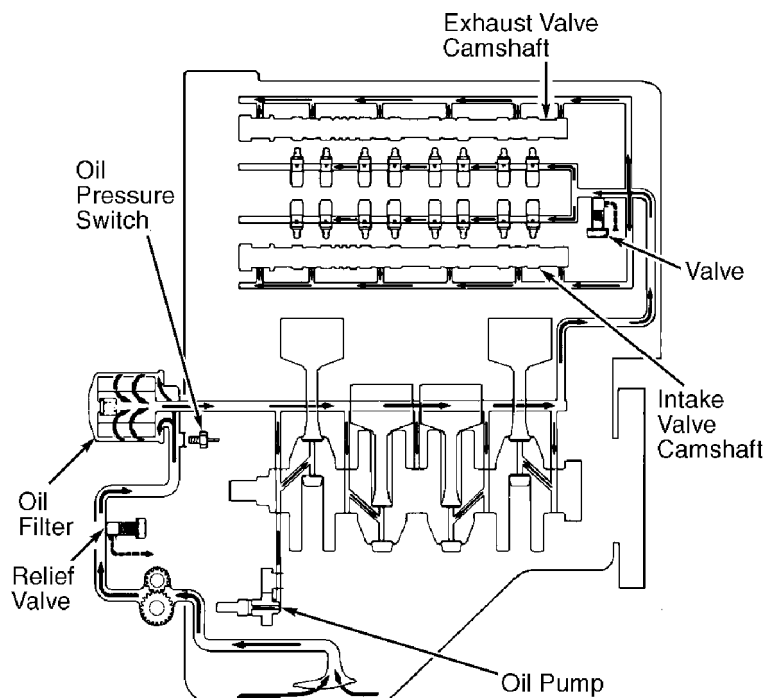 Exhaust Valve
Camshaft
Oil
Pressure
Switch
Valve
Intake
Valve
Camshaft
Oil
Filter
Relief
Valve
Oil Pump